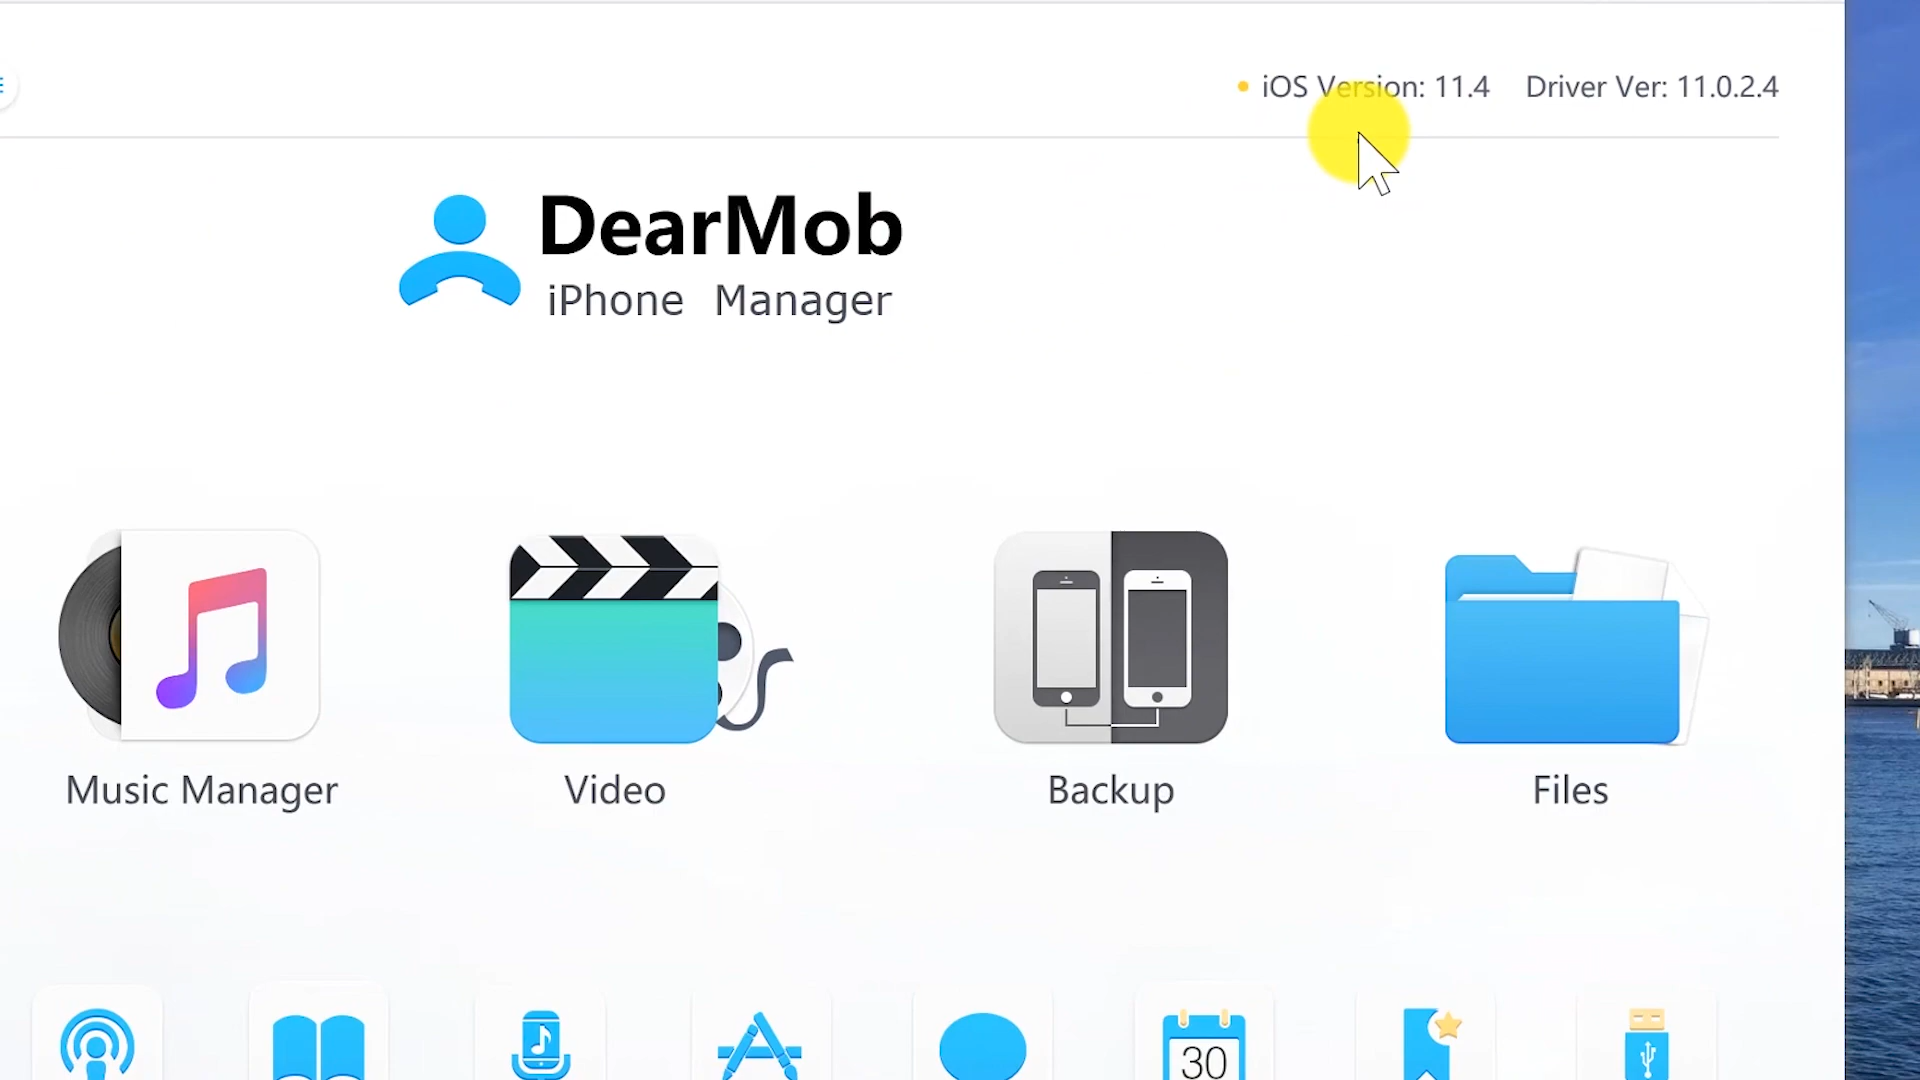 iOS Version: 11.4 Driver Ver: 11.0.2.4
DearMob
iPhone Manager
Music Manager
Video
Backup
Files
30